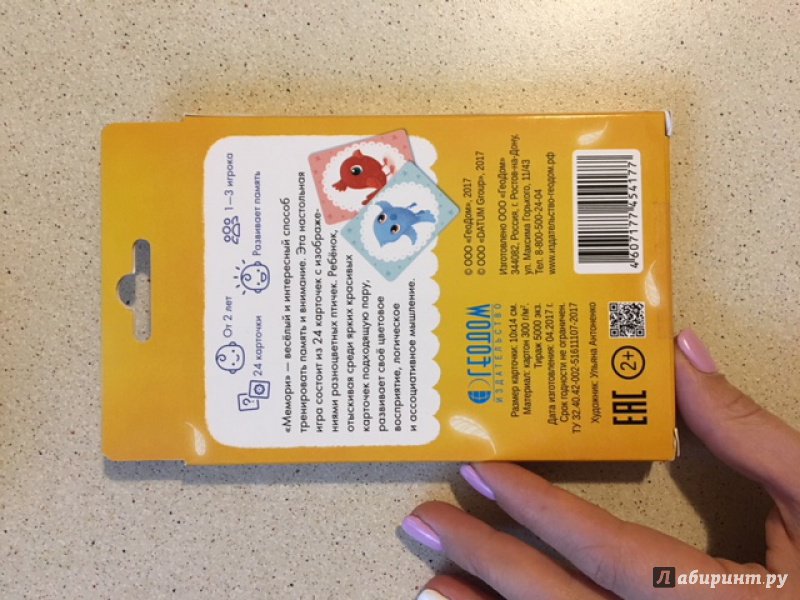 От 2 лет
1–3 игрока
24 карточки
Развивает память
«Мемори» — весёлый и интересный способ
тренировать память и внимание. Эта настольная
игра состоит из 24 карточек с изображе-
ниями разноцветных птичек. Ребёнок,
отыскивая среди ярких красивых
карточек подходящую пару,
развивает своё цветовое
восприятие, логическое
и ассоциативное мышление.
ГЕОДОМ
ИЗДАТЕЛЬСТВО
© ООО «ГеоДом», 2017
© ООО «DATUM Group», 2017
Изготовлено ООО «ГеоДом»
344082, Россия, г. Ростов-на-Дону,
ул. Максима Горького, 11/43
Тел. 8-800-500-24-04
www.издательство-геодом.рф
Размер карточки: 10х14 см.
Материал: картон 300 г/м².
Тираж 5000 экз.
Дата изготовления: 04.2017 г.
Срок годности не ограничен.
ТУ 32.40.42-002-51611107-2017
Художник: Ульяна Антоненко
4607177454177
EAC
2+
Лабиринт.ру